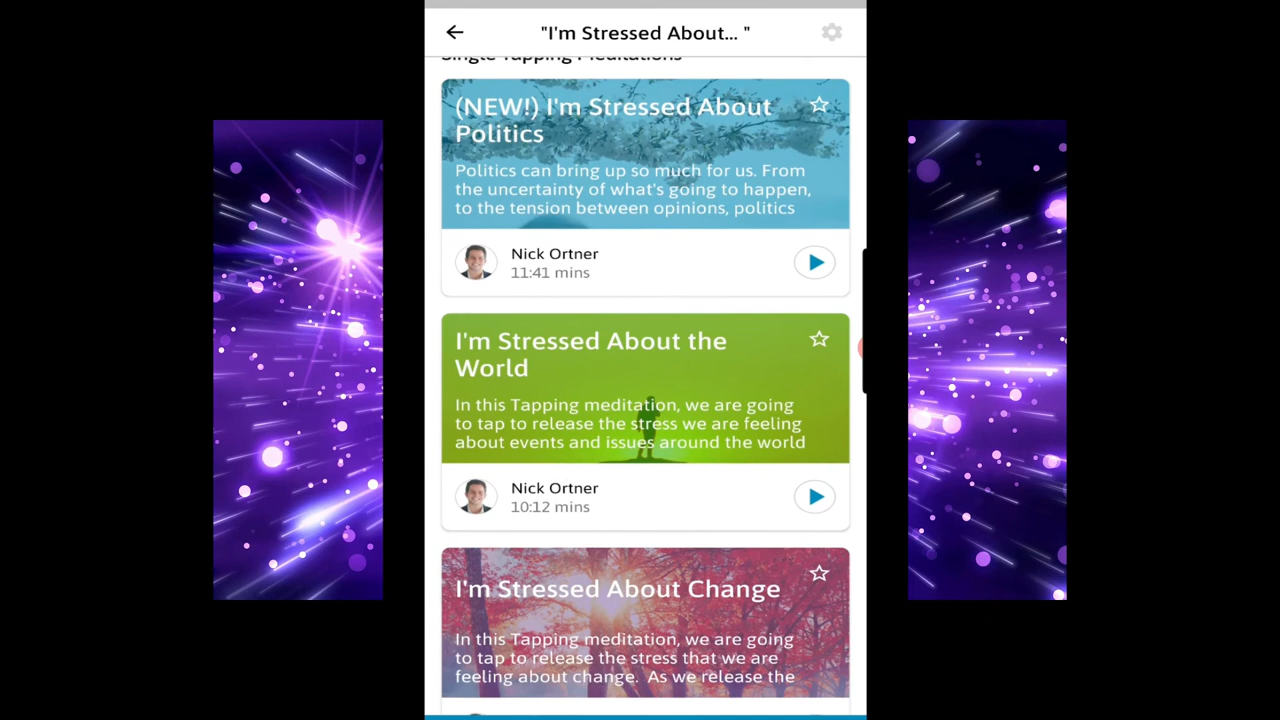 "I'm Stressed About... "
Single Tapping Meditations
(NEW!) I'm Stressed About
Politics
Politics can bring up so much for us. From
the uncertainty of what's going to happen,
to the tension between opinions, politics
Nick Ortner
11:41 mins
I'm Stressed About the
World
In this Tapping meditation, we are going
to tap to release the stress we are feeling
about events and issues around the world
Nick Ortner
10:12 mins
I'm Stressed About Change
In this Tapping meditation, we are going
to tap to release the stress that we are
feeling about change.  As we release the